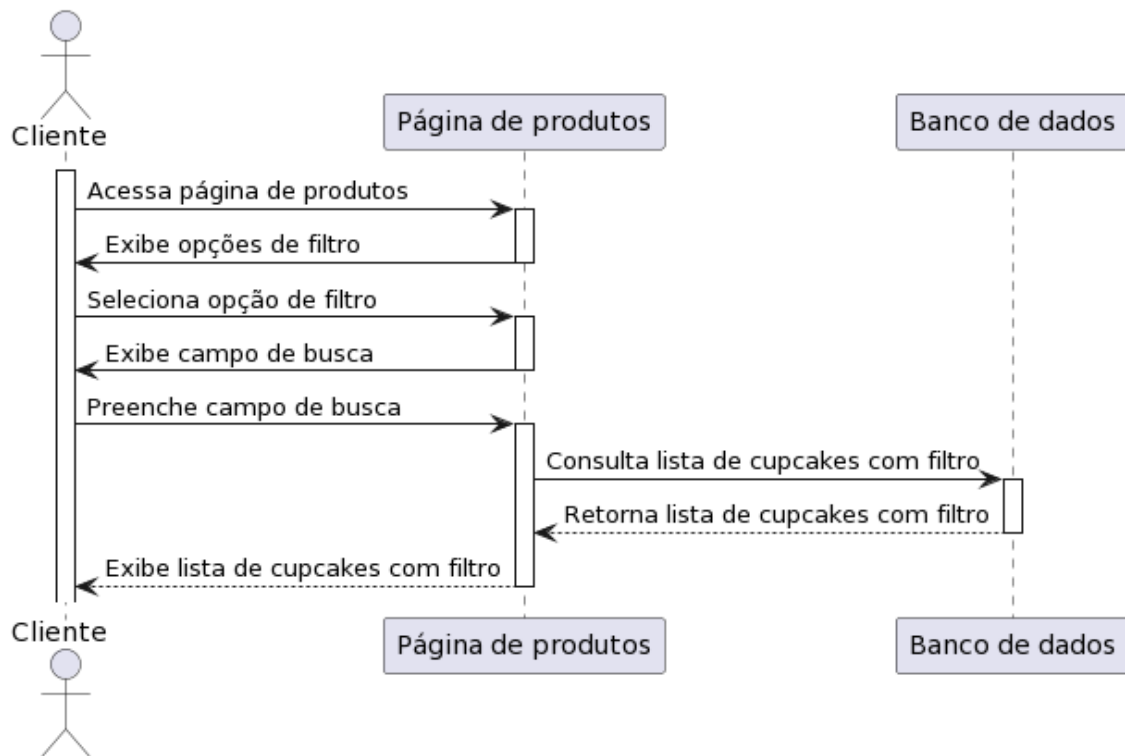 Cliente
Página de produtos
Banco de dados
Acessa página de produtos
Exibe opções de filtro
Seleciona opção de filtro
Exibe campo de busca
Preenche campo de busca
Consulta lista de cupcakes com filtro
Retorna lista de cupcakes com filtro
Exibe lista de cupcakes com filtro
Cliente
Página de produtos
Banco de dados